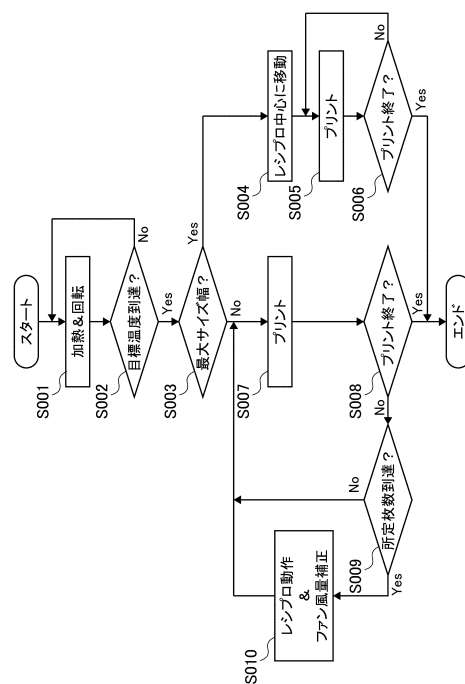 スタート
加熱&回転
S001
目標温度到達？
S002
No
Yes
最大サイズ幅？
S003
Yes
No
レシプロ中心に移動
S004
プリント
S005
プリント終了？
S006
No
Yes
プリント
S007
プリント終了？
S008
No
Yes
所定枚数到達？
S009
No
Yes
レシプロ動作
&
ファン風量補正
S010
エンド